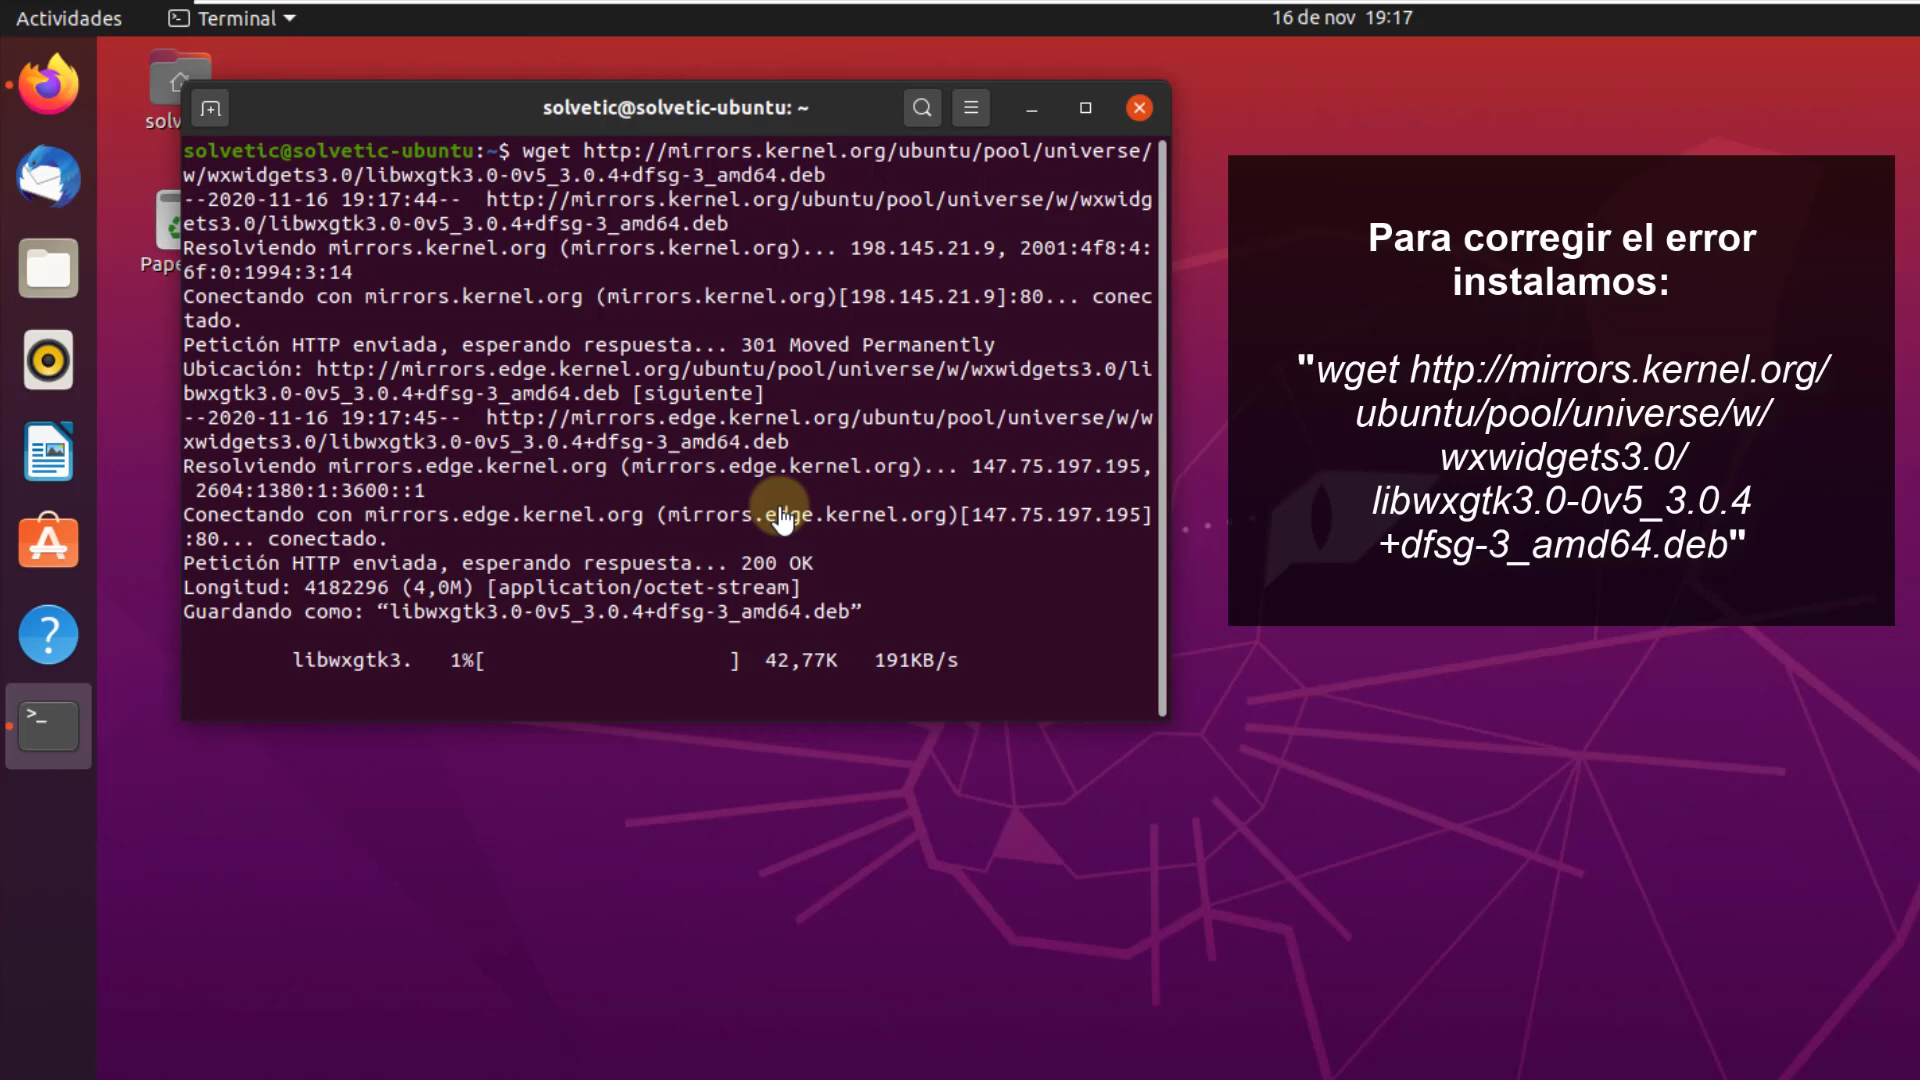 Actividades
Terminal
16 de nov 19:17
solv
Pape
solvetic@solvetic-ubuntu: ~
solvetic@solvetic-ubuntu:~$ wget http://mirrors.kernel.org/ubuntu/pool/universe/
w/wxwidgets3.0/libwxgtk3.0-0v5_3.0.4+dfsg-3_amd64.deb
--2020-11-16 19:17:44--  http://mirrors.kernel.org/ubuntu/pool/universe/w/wxwidg
ets3.0/libwxgtk3.0-0v5_3.0.4+dfsg-3_amd64.deb
Resolviendo mirrors.kernel.org (mirrors.kernel.org)... 198.145.21.9, 2001:4f8:4:
6f:0:1994:3:14
Conectando con mirrors.kernel.org (mirrors.kernel.org)[198.145.21.9]:80... conec
tado.
Petición HTTP enviada, esperando respuesta... 301 Moved Permanently
Ubicación: http://mirrors.edge.kernel.org/ubuntu/pool/universe/w/wxwidgets3.0/li
bwxgtk3.0-0v5_3.0.4+dfsg-3_amd64.deb [siguiente]
--2020-11-16 19:17:45--  http://mirrors.edge.kernel.org/ubuntu/pool/universe/w/w
xwidgets3.0/libwxgtk3.0-0v5_3.0.4+dfsg-3_amd64.deb
Resolviendo mirrors.edge.kernel.org (mirrors.edge.kernel.org)... 147.75.197.195,
 2604:1380:1:3600::1
Conectando con mirrors.edge.kernel.org (mirrors.edge.kernel.org)[147.75.197.195]
:80... conectado.
Petición HTTP enviada, esperando respuesta... 200 OK
Longitud: 4182296 (4,0M) [application/octet-stream]
Guardando como: “libwxgtk3.0-0v5_3.0.4+dfsg-3_amd64.deb”
libwxgtk3.   1%[                    ]  42,77K   191KB/s
Para corregir el error
instalamos:
"wget http://mirrors.kernel.org/
ubuntu/pool/universe/w/
wxwidgets3.0/
libwxgtk3.0-0v5_3.0.4
+dfsg-3_amd64.deb"